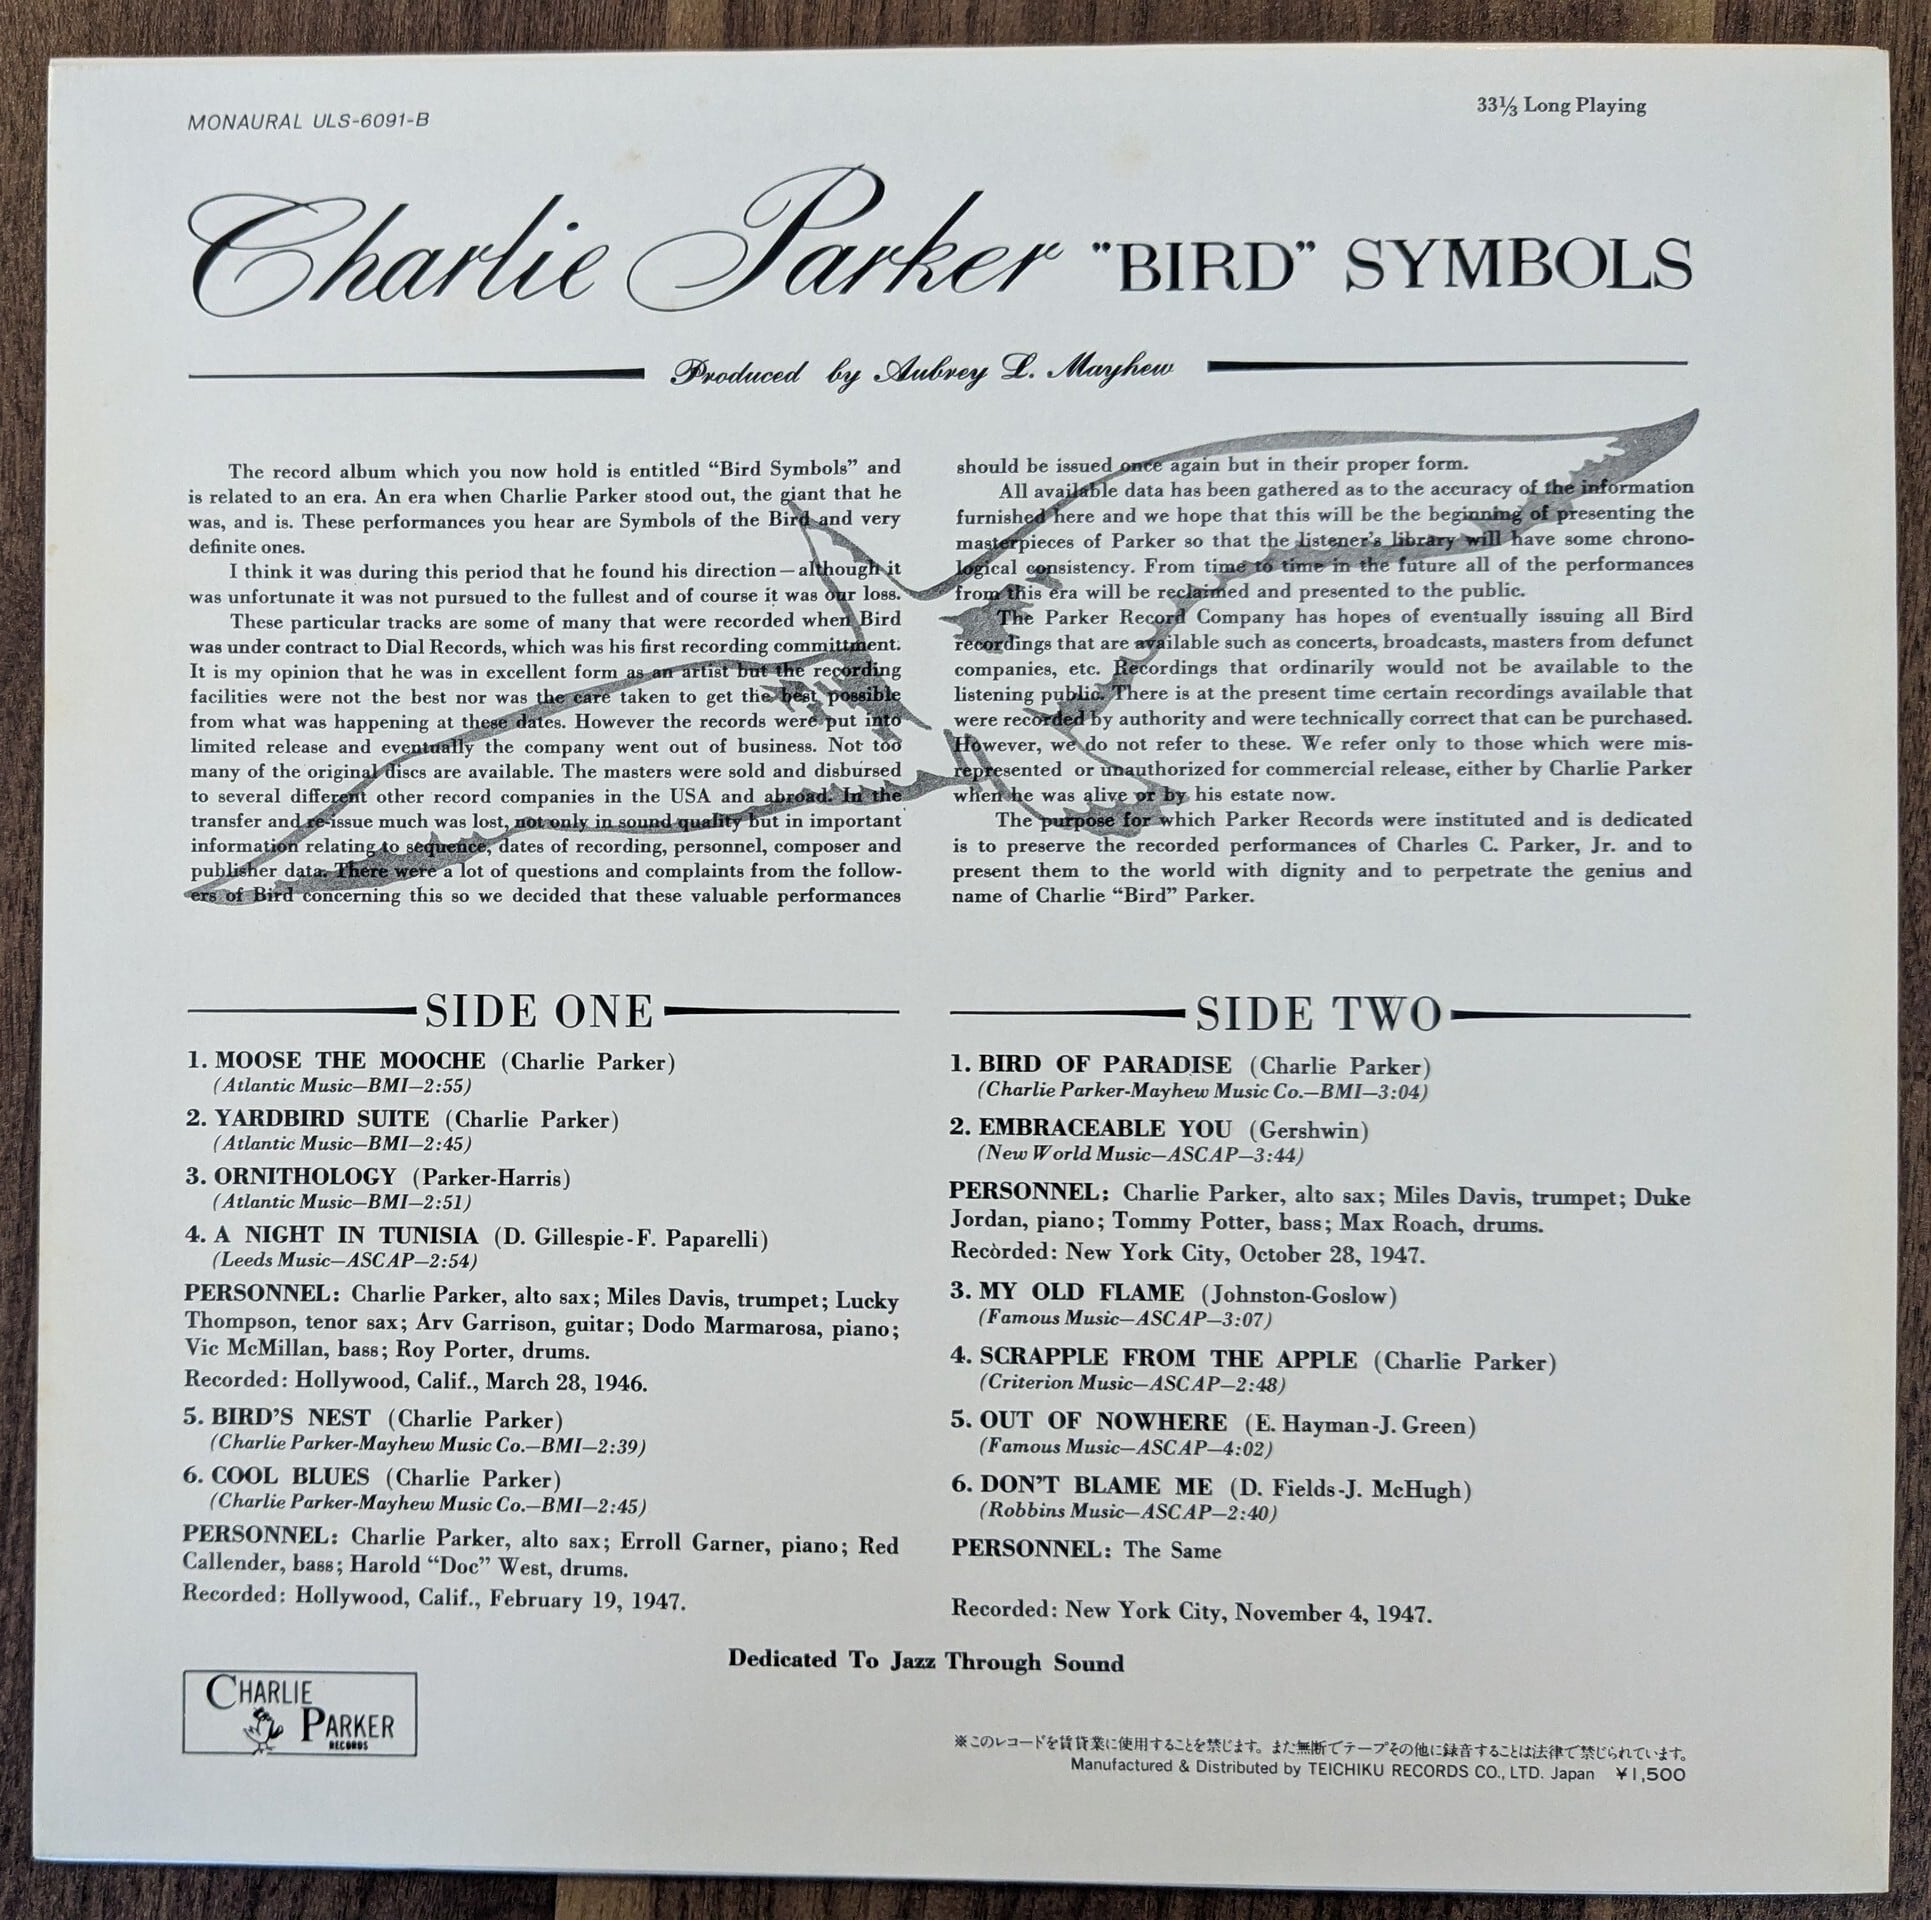 MONAURAL ULS-6091-B
33⅓ Long Playing
Charlie Parker "BIRD" SYMBOLS
Produced by Aubrey L. Mayhew
The record album which you now hold is entitled “Bird Symbols” and
is related to an era. An era when Charlie Parker stood out, the giant that he
was, and is. These performances you hear are Symbols of the Bird and very
definite ones.
I think it was during this period that he found his direction—although it
was unfortunate it was not pursued to the fullest and of course it was our loss.
These particular tracks are some of many that were recorded when Bird
was under contract to Dial Records, which was his first recording committment.
It is my opinion that he was in excellent form as an artist but the recording
facilities were not the best nor was the care taken to get the best possible
from what was happening at these dates. However the records were put into
limited release and eventually the company went out of business. Not too
many of the original discs are available. The masters were sold and disbursed
to several different other record companies in the USA and abroad. In the
transfer and re-issue much was lost, not only in sound quality but in important
information relating to sequence, dates of recording, personnel, composer and
publisher data. There were a lot of questions and complaints from the follow-
ers of Bird concerning this so we decided that these valuable performances
should be issued once again but in their proper form.
All available data has been gathered as to the accuracy of the information
furnished here and we hope that this will be the beginning of presenting the
masterpieces of Parker so that the listener's library will have some chrono-
logical consistency. From time to time in the future all of the performances
from this era will be reclaimed and presented to the public.
The Parker Record Company has hopes of eventually issuing all Bird
recordings that are available such as concerts, broadcasts, masters from defunct
companies, etc. Recordings that ordinarily would not be available to the
listening public. There is at the present time certain recordings available that
were recorded by authority and were technically correct that can be purchased.
However, we do not refer to these. We refer only to those which were mis-
represented or unauthorized for commercial release, either by Charlie Parker
when he was alive or by his estate now.
The purpose for which Parker Records were instituted and is dedicated
is to preserve the recorded performances of Charles C. Parker, Jr. and to
present them to the world with dignity and to perpetrate the genius and
name of Charlie “Bird” Parker.
SIDE ONE
1. MOOSE THE MOOCHE (Charlie Parker)
(Atlantic Music—BMI—2:55)
2. YARDBIRD SUITE (Charlie Parker)
(Atlantic Music—BMI—2:45)
3. ORNITHOLOGY (Parker-Harris)
(Atlantic Music—BMI—2:51)
4. A NIGHT IN TUNISIA (D. Gillespie-F. Paparelli)
(Leeds Music—ASCAP—2:54)
PERSONNEL: Charlie Parker, alto sax; Miles Davis, trumpet; Lucky
Thompson, tenor sax; Arv Garrison, guitar; Dodo Marmarosa, piano;
Vic McMillan, bass; Roy Porter, drums.
Recorded: Hollywood, Calif., March 28, 1946.
5. BIRD'S NEST (Charlie Parker)
(Charlie Parker-Mayhew Music Co.—BMI—2:39)
6. COOL BLUES (Charlie Parker)
(Charlie Parker-Mayhew Music Co.—BMI—2:45)
PERSONNEL: Charlie Parker, alto sax; Erroll Garner, piano; Red
Callender, bass; Harold “Doc” West, drums.
Recorded: Hollywood, Calif., February 19, 1947.
SIDE TWO
1. BIRD OF PARADISE (Charlie Parker)
(Charlie Parker-Mayhew Music Co.—BMI—3:04)
2. EMBRACEABLE YOU (Gershwin)
(New World Music—ASCAP—3:44)
PERSONNEL: Charlie Parker, alto sax; Miles Davis, trumpet; Duke
Jordan, piano; Tommy Potter, bass; Max Roach, drums.
Recorded: New York City, October 28, 1947.
3. MY OLD FLAME (Johnston-Goslow)
(Famous Music—ASCAP—3:07)
4. SCRAPPLE FROM THE APPLE (Charlie Parker)
(Criterion Music—ASCAP—2:48)
5. OUT OF NOWHERE (E. Hayman-J. Green)
(Famous Music—ASCAP—4:02)
6. DON'T BLAME ME (D. Fields-J. McHugh)
(Robbins Music—ASCAP—2:40)
PERSONNEL: The Same
Recorded: New York City, November 4, 1947.
Dedicated To Jazz Through Sound
CHARLIE
PARKER
RECORDS
※このレコードを賃貸業に使用することを禁じます。また無断でテープその他に録音することは法律で禁じられています。
Manufactured & Distributed by TEICHIKU RECORDS CO., LTD. Japan ¥1,500